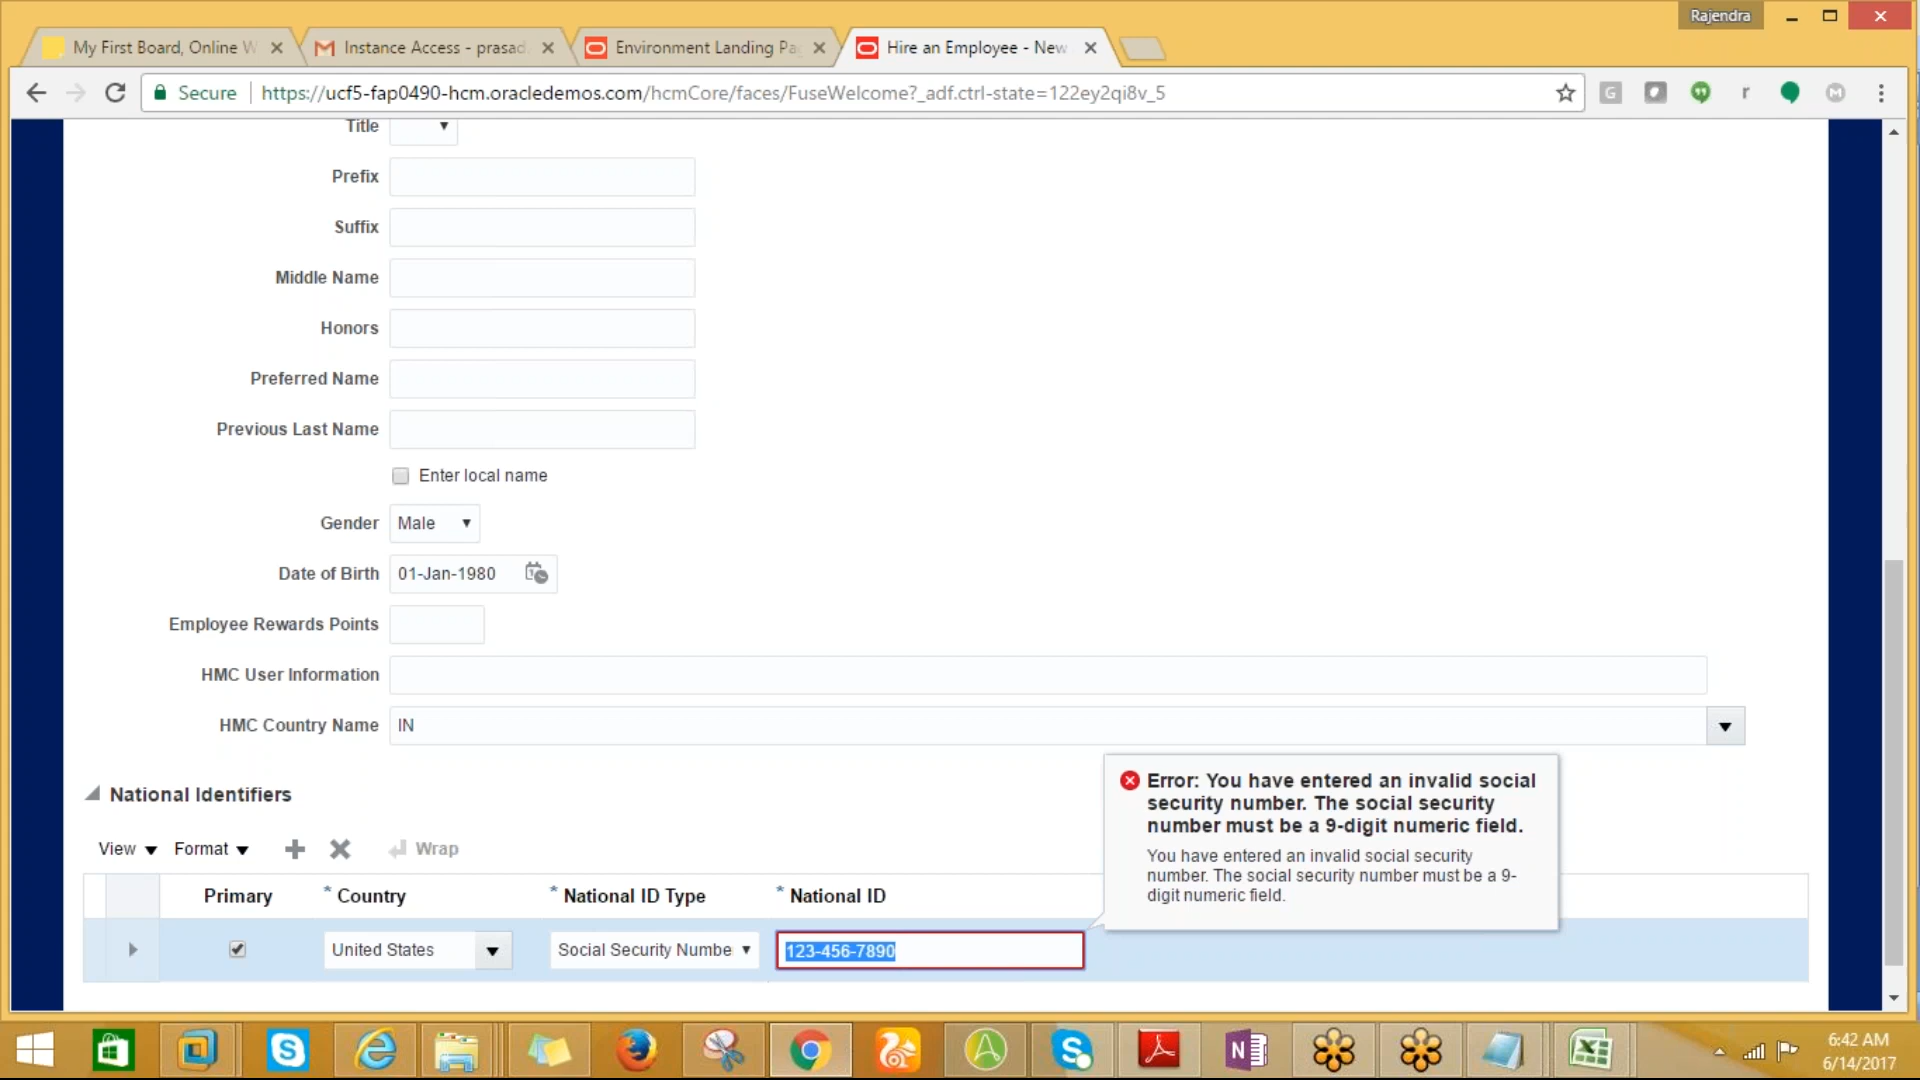 Rajendra
My First Board, Online W
Instance Access - prasad
Environment Landing Pa
Hire an Employee - New
Secure https://ucf5-fap0490-hcm.oracledemos.com/hcmCore/faces/FuseWelcome?_adf.ctrl-state=122ey2qi8v_5
Title
Prefix
Suffix
Middle Name
Honors
Preferred Name
Previous Last Name
Enter local name
Gender Male
Date of Birth 01-Jan-1980
Employee Rewards Points
HMC User Information
HMC Country Name IN
National Identifiers
Error: You have entered an invalid social
security number. The social security
number must be a 9-digit numeric field.
You have entered an invalid social security
number. The social security number must be a 9-
digit numeric field.
View Format Wrap
Primary * Country * National ID Type * National ID
United States Social Security Numbe 123-456-7890
6:42 AM
6/14/2017